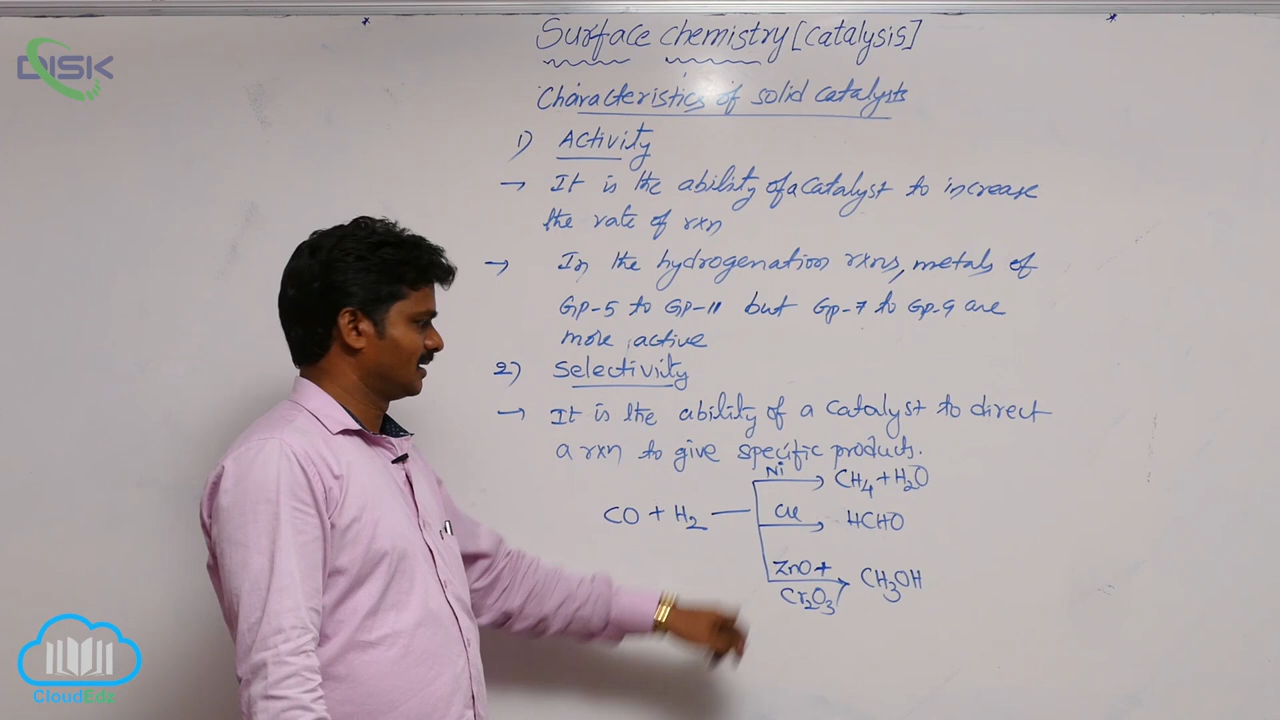 DISK
Surface chemistry [catalysis]
Characteristics of solid catalysts
1) Activity
→ It is the ability of a catalyst to increase
the rate of rxn
→ In the hydrogenation rxns, metals of
Gp-5 to Gp-11 but Gp-7 to Gp-9 are
more active
2) Selectivity
→ It is the ability of a catalyst to direct
a rxn to give specific products.
Ni CH4 + H2O
CO + H2 Cu HCHO
ZnO + Cr2O3 CH3OH
CloudEdz